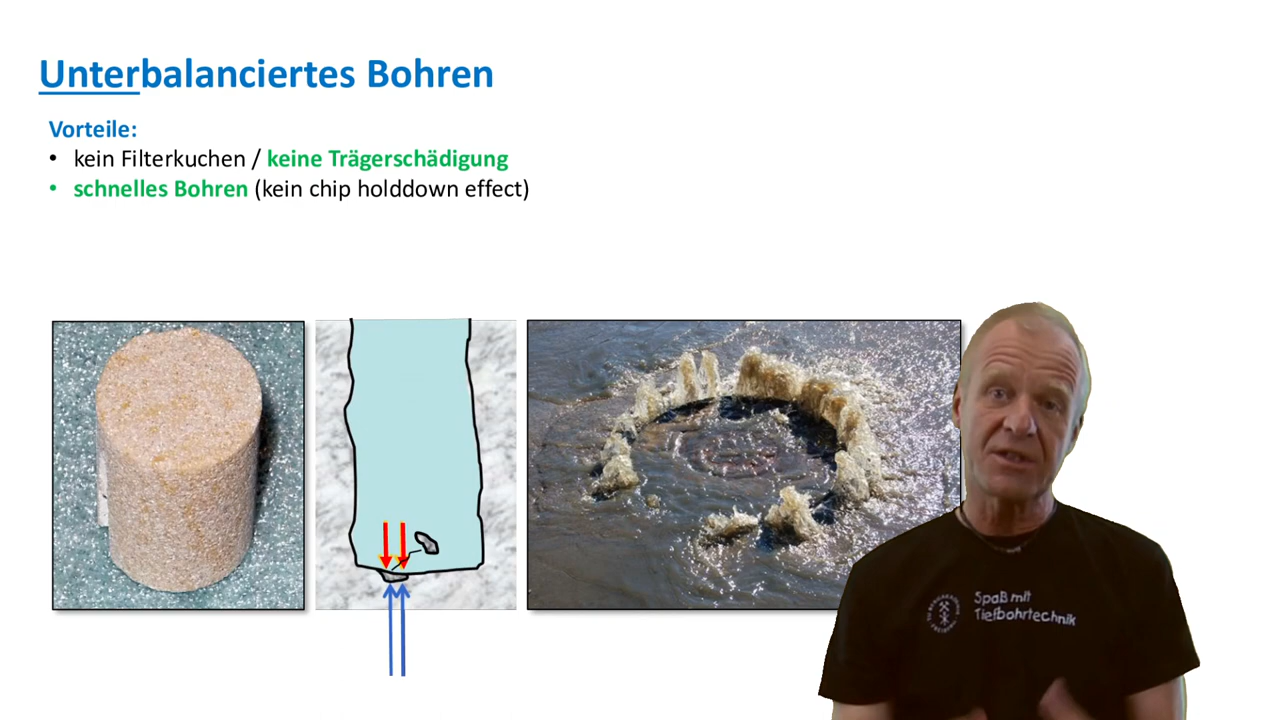 Unterbalanciertes Bohren
Vorteile:
• kein Filterkuchen / keine Trägerschädigung
• schnelles Bohren (kein chip holddown effect)
Spaß mit
Tiefbohrtechnik